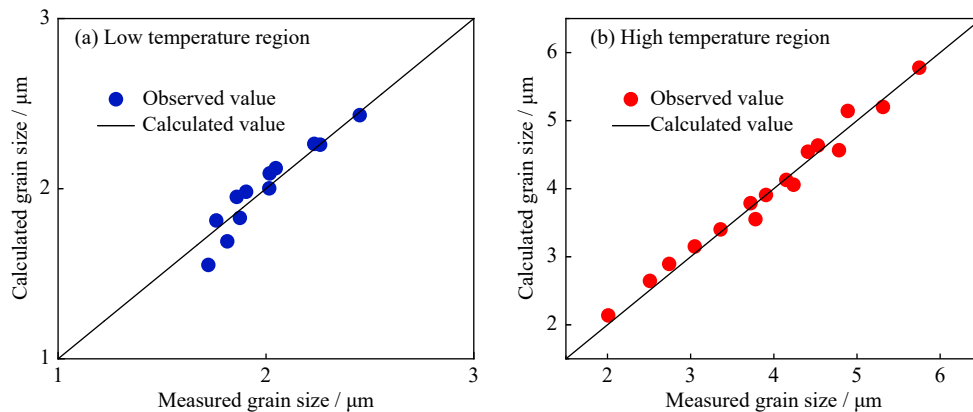 (a) Low temperature region
Observed value
Calculated value
3
2
1
1
2
3
Calculated grain size / μm
Measured grain size / μm
(b) High temperature region
Observed value
Calculated value
6
5
4
3
2
2
3
4
5
6
Calculated grain size / μm
Measured grain size / μm